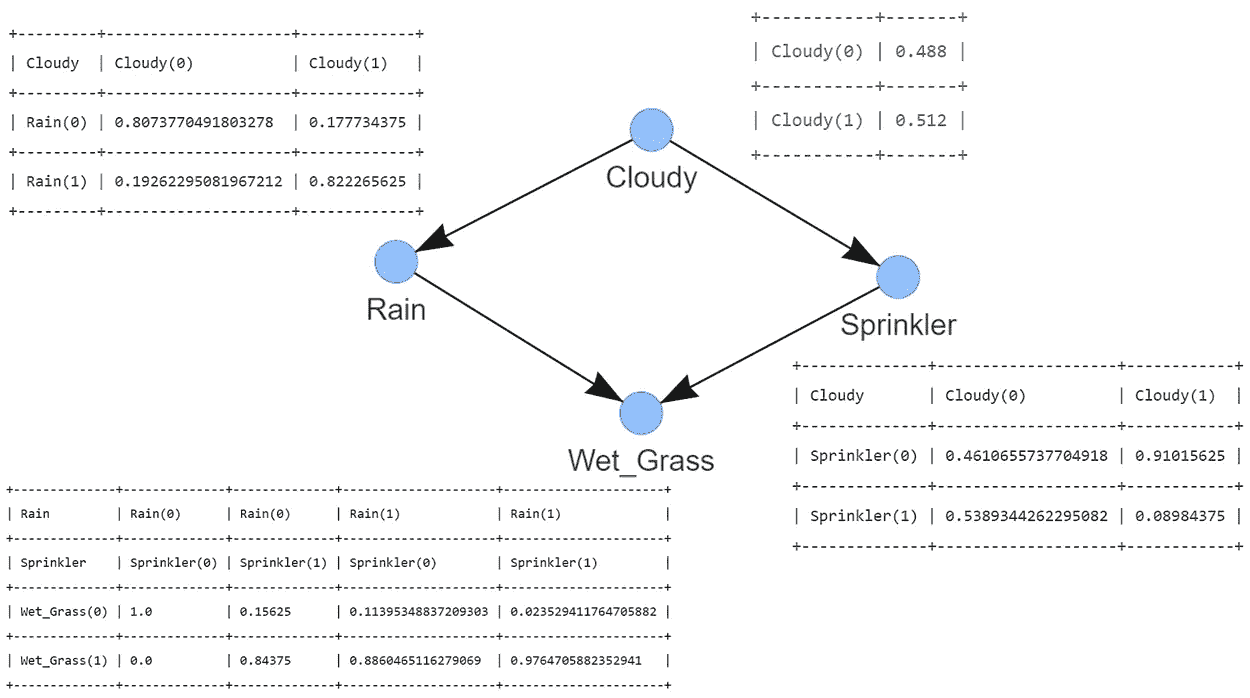 +---------+--------------------+-------------+
| Cloudy  | Cloudy(0)          | Cloudy(1)   |
+---------+--------------------+-------------+
| Rain(0) | 0.8073770491803278 | 0.177734375 |
+---------+--------------------+-------------+
| Rain(1) | 0.19262295081967212 | 0.822265625 |
+---------+--------------------+-------------+
+-----------+-------+
| Cloudy(0) | 0.488 |
+-----------+-------+
| Cloudy(1) | 0.512 |
+-----------+-------+
Cloudy
Rain
Sprinkler
Wet_Grass
+--------------+--------------------+------------+
| Cloudy       | Cloudy(0)          | Cloudy(1)  |
+--------------+--------------------+------------+
| Sprinkler(0) | 0.4610655737704918 | 0.91015625 |
+--------------+--------------------+------------+
| Sprinkler(1) | 0.5389344262295082 | 0.08984375 |
+--------------+--------------------+------------+
+--------------+--------------+--------------+---------------------+----------------------+
| Rain         | Rain(0)      | Rain(0)      | Rain(1)             | Rain(1)              |
+--------------+--------------+--------------+---------------------+----------------------+
| Sprinkler    | Sprinkler(0) | Sprinkler(1) | Sprinkler(0)        | Sprinkler(1)         |
+--------------+--------------+--------------+---------------------+----------------------+
| Wet_Grass(0) | 1.0          | 0.15625      | 0.11395348837209303 | 0.023529411764705882 |
+--------------+--------------+--------------+---------------------+----------------------+
| Wet_Grass(1) | 0.0          | 0.84375      | 0.8860465116279069  | 0.9764705882352941   |
+--------------+--------------+--------------+---------------------+----------------------+